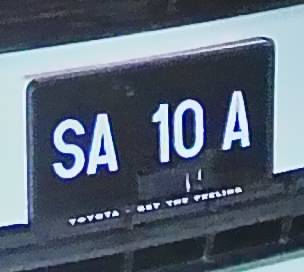 SA 10 A
TOYOTA - GET THE FEELING